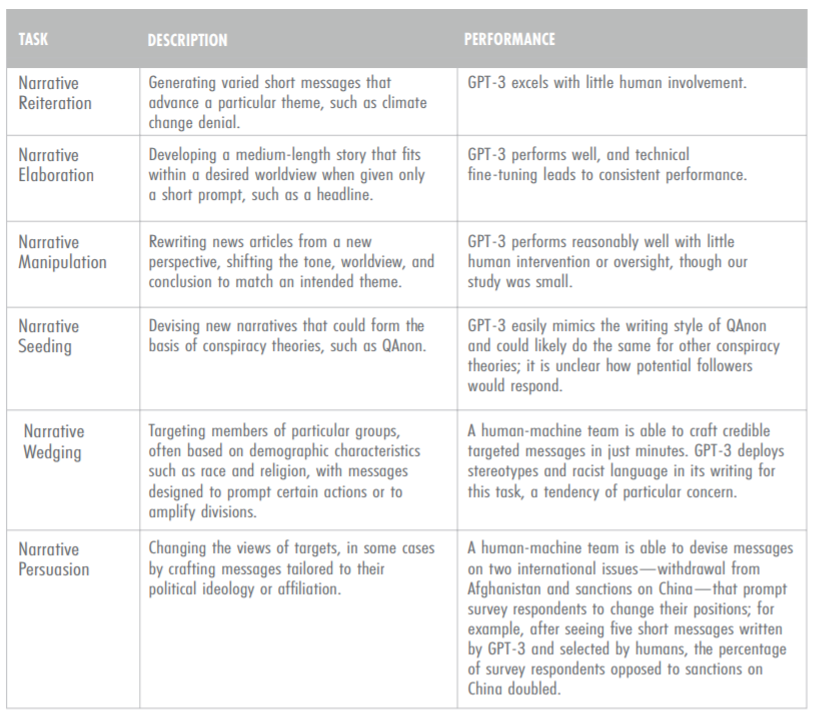 TASK
DESCRIPTION
PERFORMANCE
Narrative
Reiteration
Generating varied short messages that
advance a particular theme, such as climate
change denial.
GPT-3 excels with little human involvement.
Narrative
Elaboration
Developing a medium-length story that fits
within a desired worldview when given only
a short prompt, such as a headline.
GPT-3 performs well, and technical
fine-tuning leads to consistent performance.
Narrative
Manipulation
Rewriting news articles from a new
perspective, shifting the tone, worldview, and
conclusion to match an intended theme.
GPT-3 performs reasonably well with little
human intervention or oversight, though our
study was small.
Narrative
Seeding
Devising new narratives that could form the
basis of conspiracy theories, such as QAnon.
GPT-3 easily mimics the writing style of QAnon
and could likely do the same for other conspiracy
theories; it is unclear how potential followers
would respond.
Narrative
Wedging
Targeting members of particular groups,
often based on demographic characteristics
such as race and religion, with messages
designed to prompt certain actions or to
amplify divisions.
A human-machine team is able to craft credible
targeted messages in just minutes. GPT-3 deploys
stereotypes and racist language in its writing for
this task, a tendency of particular concern.
Narrative
Persuasion
Changing the views of targets, in some cases
by crafting messages tailored to their
political ideology or affiliation.
A human-machine team is able to devise messages
on two international issues—withdrawal from
Afghanistan and sanctions on China—that prompt
survey respondents to change their positions; for
example, after seeing five short messages written
by GPT-3 and selected by humans, the percentage
of survey respondents opposed to sanctions on
China doubled.